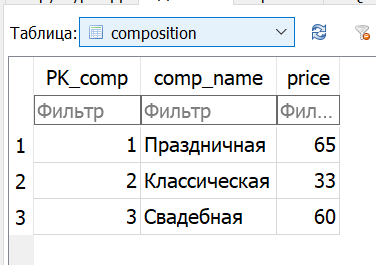 Таблица: composition
PK_comp comp_name price
Фильтр Фильтр Фил...
1 1 Праздничная 65
2 2 Классическая 33
3 3 Свадебная 60